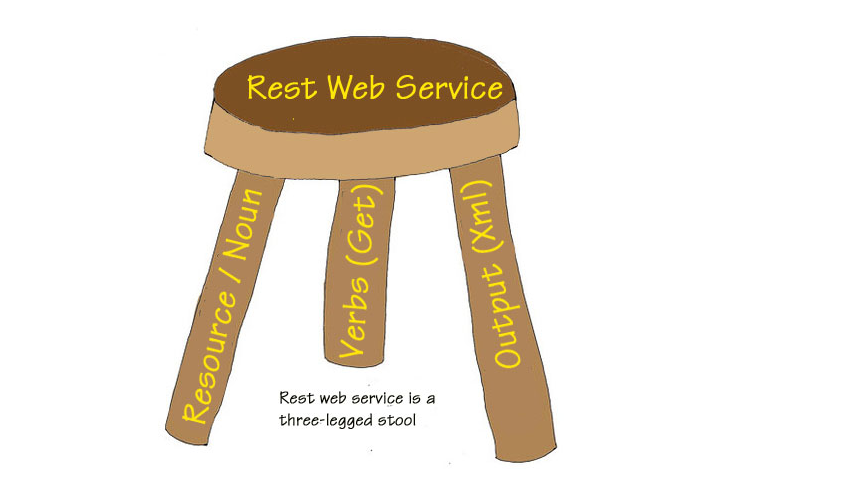 Rest Web Service
Resource / Noun
Verbs (Get)
Output (Xml)
Rest web service is a
three-legged stool